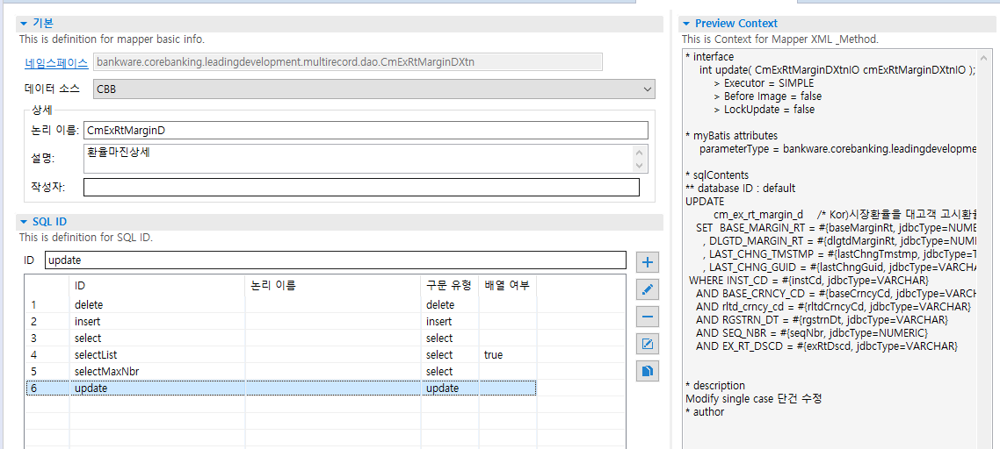 기본
This is definition for mapper basic info.
네임스페이스 bankware.corebanking.leadingdevelopment.multirecord.dao.CmExRtMarginDXtn
데이터 소스 CBB
상세
논리 이름: CmExRtMarginD
설명: 환율마진상세
작성자:
SQL ID
This is definition for SQL ID.
ID update
ID 논리 이름 구문 유형 배열 여부
1 delete delete
2 insert insert
3 select select
4 selectList select true
5 selectMaxNbr select
6 update update
Preview Context
This is Context for Mapper XML _Method.
* interface
int update( CmExRtMarginDXtnIO cmExRtMarginDXtnIO );
> Executor = SIMPLE
> Before Image = false
> LockUpdate = false
* myBatis attributes
parameterType = bankware.corebanking.leadingdevelopme
* sqlContents
** database ID : default
UPDATE
cm_ex_rt_margin_d /* Kor)시장환율을 대고객 고시환율
SET BASE_MARGIN_RT = #{baseMarginRt, jdbcType=NUME
, DLGTD_MARGIN_RT = #{dlgtdMarginRt, jdbcType=NUM
, LAST_CHNG_TMSTMP = #{lastChngTmstmp, jdbcType=T
, LAST_CHNG_GUID = #{lastChngGuid, jdbcType=VARCHA
WHERE INST_CD = #{instCd, jdbcType=VARCHAR}
AND BASE_CRNCY_CD = #{baseCrncyCd, jdbcType=VARCHAR}
AND rltd_crncy_cd = #{rltdCrncyCd, jdbcType=VARCHAR}
AND RGSTRN_DT = #{rgstrnDt, jdbcType=VARCHAR}
AND SEQ_NBR = #{seqNbr, jdbcType=NUMERIC}
AND EX_RT_DSCD = #{exRtDscd, jdbcType=VARCHAR}
* description
Modify single case 단건 수정
* author